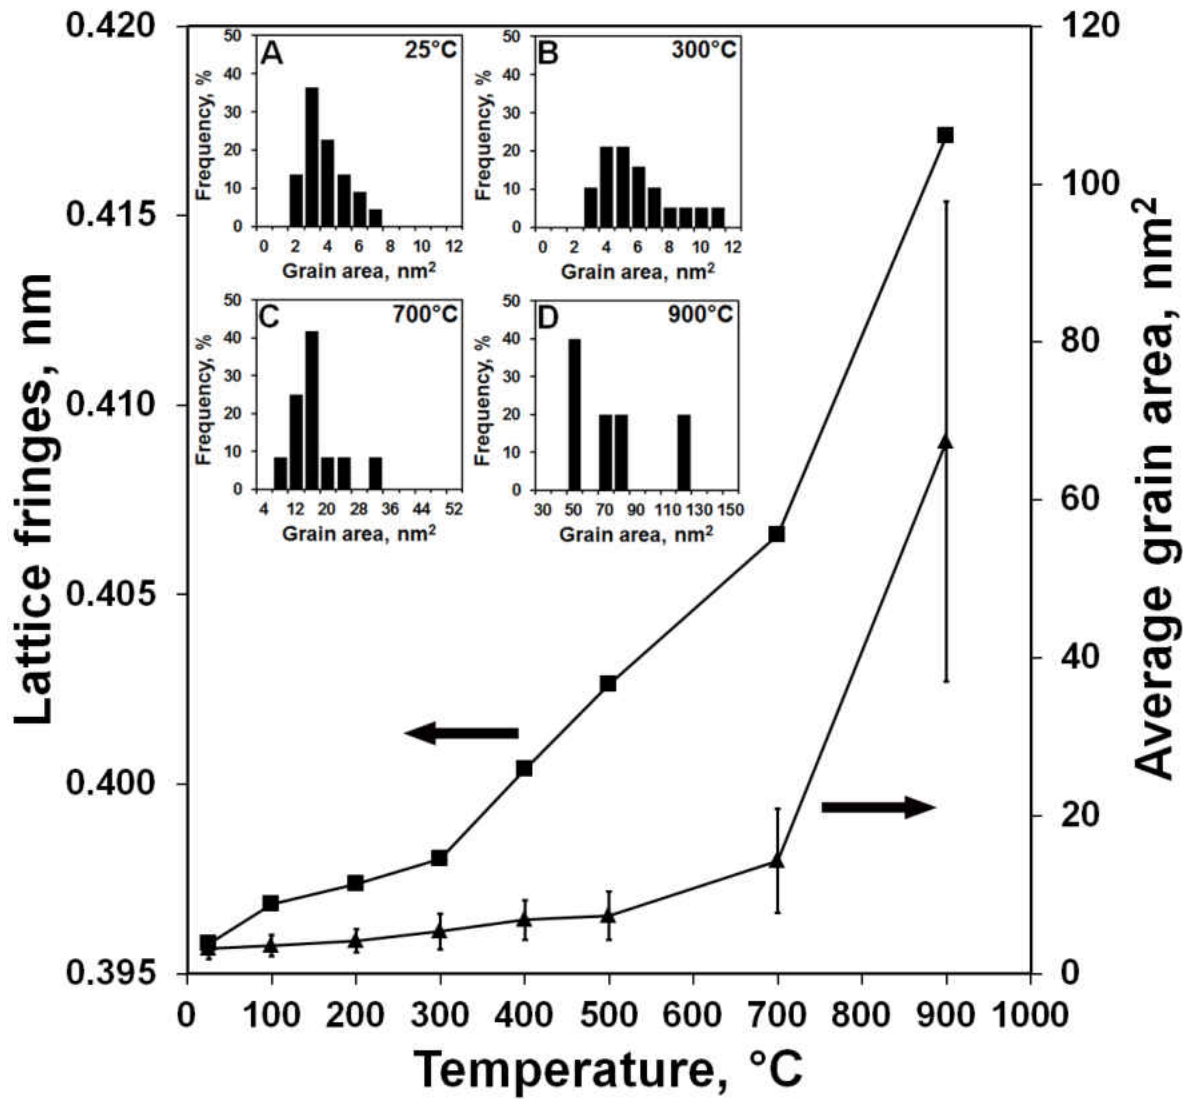 0.420
0.415
0.410
0.405
0.400
0.395
Lattice fringes, nm
120
100
80
60
40
20
0
Average grain area, nm2
0 100 200 300 400 500 600 700 800 900 1000
Temperature, °C
A 25°C
50
40
30
20
10
0
Frequency, %
0 2 4 6 8 10 12
Grain area, nm2
B 300°C
50
40
30
20
10
0
Frequency, %
0 2 4 6 8 10 12
Grain area, nm2
C 700°C
50
40
30
20
10
0
Frequency, %
4 12 20 28 36 44 52
Grain area, nm2
D 900°C
50
40
30
20
10
0
Frequency, %
30 50 70 90 110 130 150
Grain area, nm2